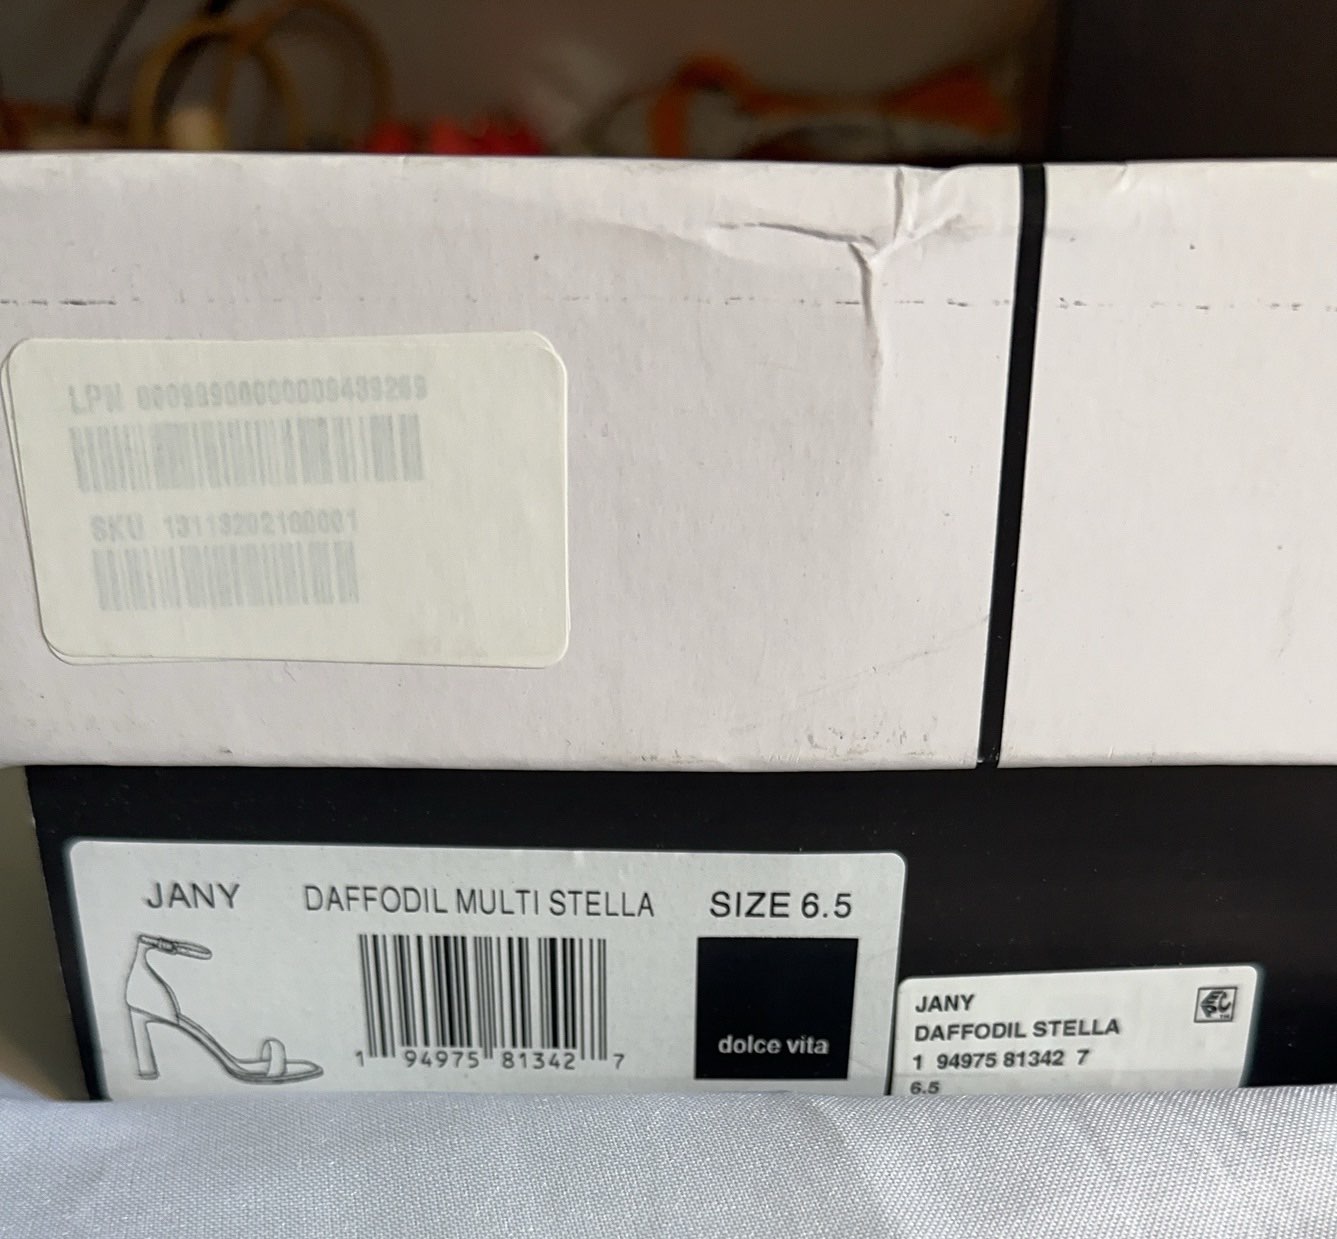 SKU 13113202100001
JANY DAFFODIL MULTI STELLA SIZE 6.5
1 94975 81342 7
dolce vita
JANY
DAFFODIL STELLA
1 94975 81342 7
6.5